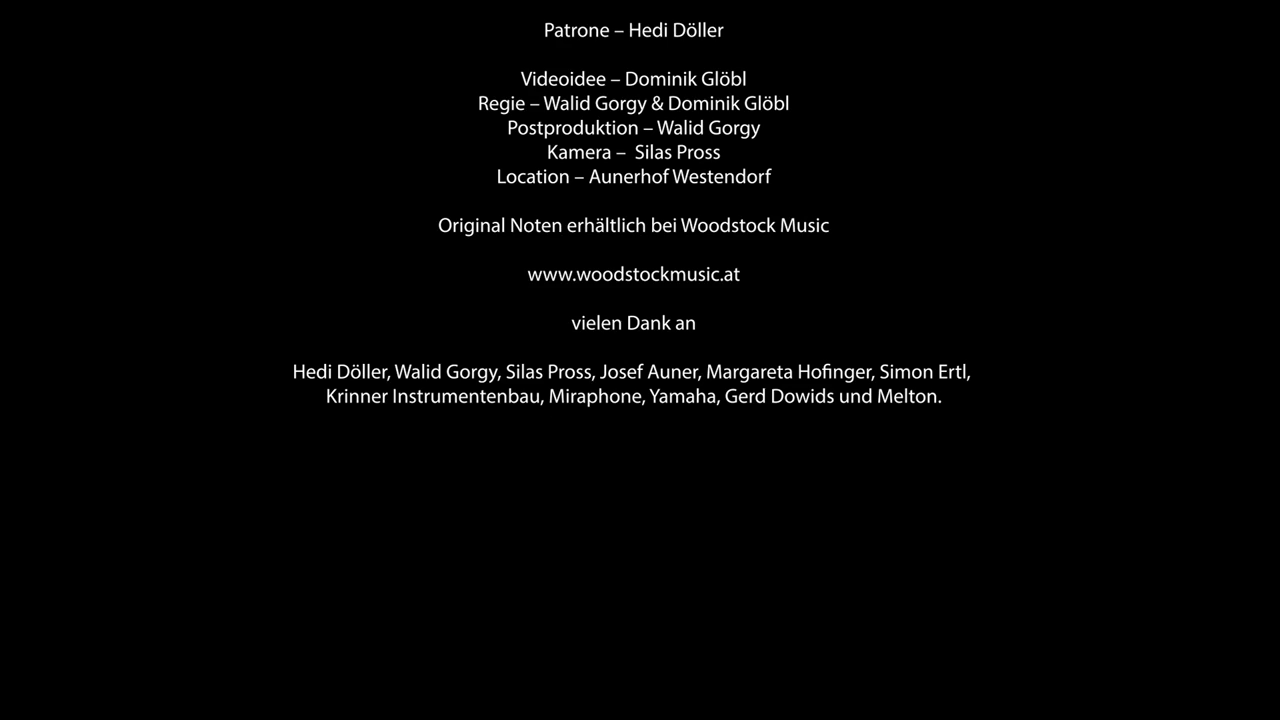 Patrone – Hedi Döller
Videoidee – Dominik Glöbl
Regie – Walid Gorgy & Dominik Glöbl
Postproduktion – Walid Gorgy
Kamera –  Silas Pross
Location – Aunerhof Westendorf
Original Noten erhältlich bei Woodstock Music
www.woodstockmusic.at
vielen Dank an
Hedi Döller, Walid Gorgy, Silas Pross, Josef Auner, Margareta Hofinger, Simon Ertl,
Krinner Instrumentenbau, Miraphone, Yamaha, Gerd Dowids und Melton.